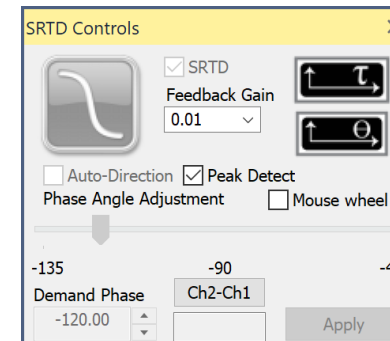 SRTD Controls
SRTD
Feedback Gain
0.01
τ
θ
Auto-Direction
Peak Detect
Phase Angle Adjustment
Mouse wheel
-135
-90
-4
Demand Phase
Ch2-Ch1
-120.00
Apply